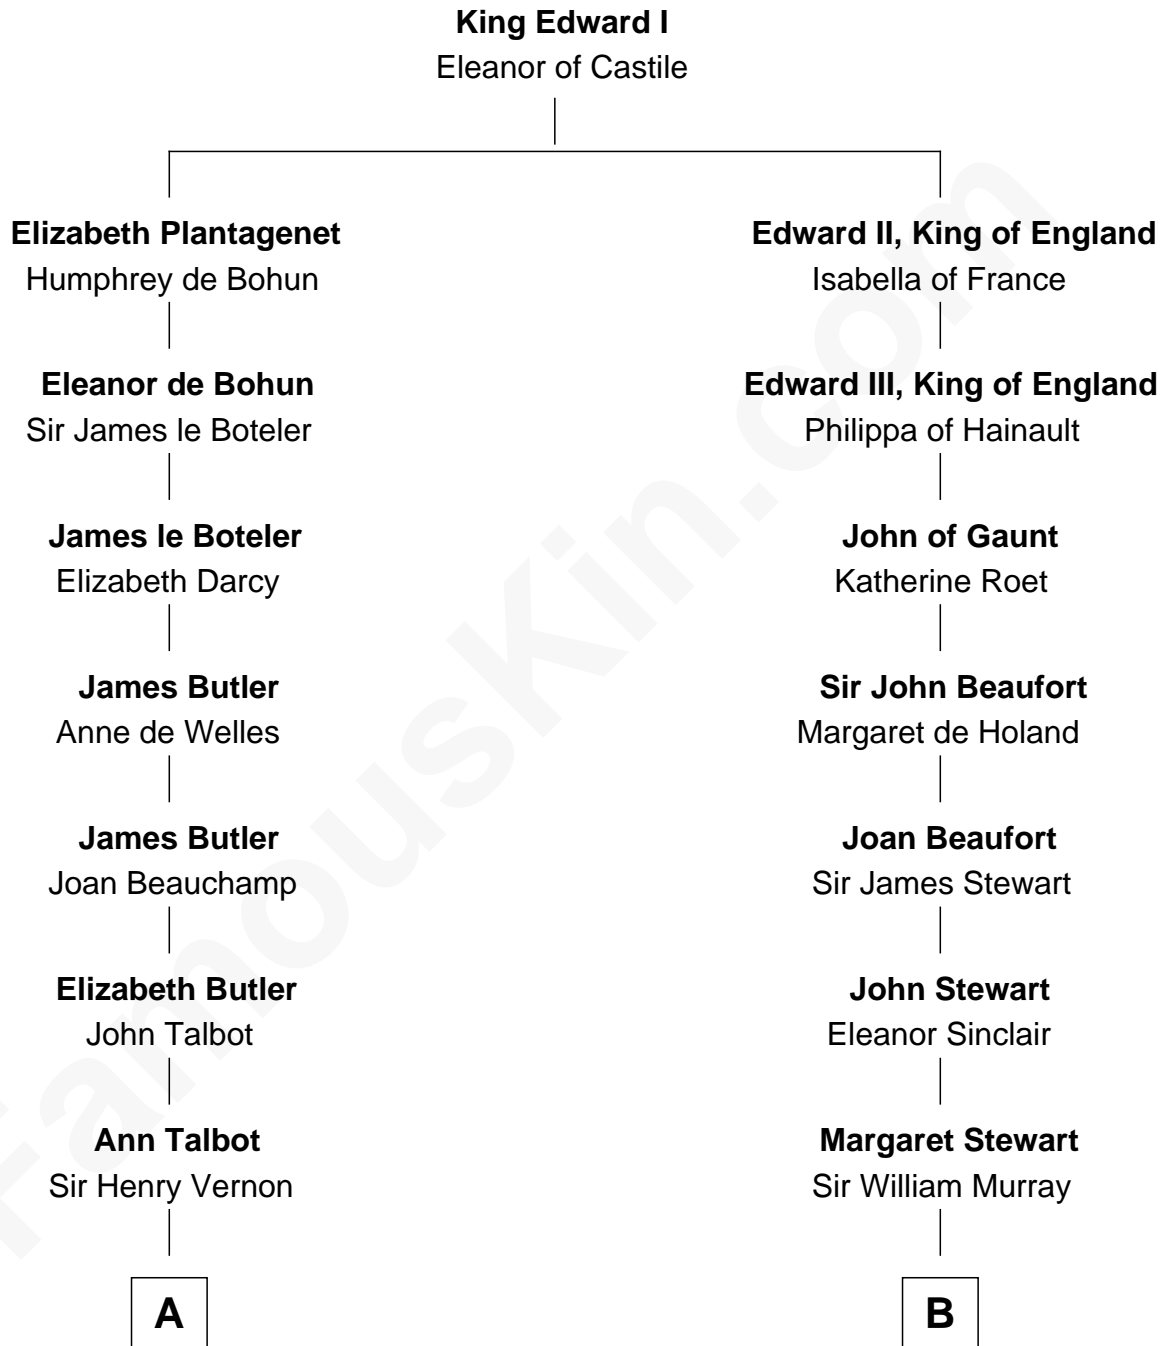 King Edward I
Eleanor of Castile
Elizabeth Plantagenet
Humphrey de Bohun
Edward II, King of England
Isabella of France
Eleanor de Bohun
Sir James le Boteler
Edward III, King of England
Philippa of Hainault
James le Boteler
Elizabeth Darcy
John of Gaunt
Katherine Roet
James Butler
Anne de Welles
Sir John Beaufort
Margaret de Holand
James Butler
Joan Beauchamp
Joan Beaufort
Sir James Stewart
Elizabeth Butler
John Talbot
John Stewart
Eleanor Sinclair
Ann Talbot
Sir Henry Vernon
Margaret Stewart
Sir William Murray
A
B
FamousKin.com